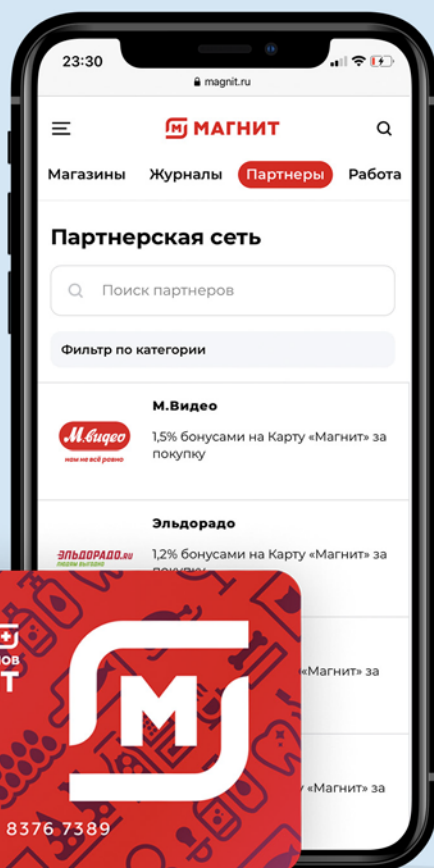 23:30
magnit.ru
МАГНИТ
Магазины Журналы Партнеры Работа
Партнерская сеть
Поиск партнеров
Фильтр по категории
М.Видео
М.видео
нам не всё равно
1,5% бонусами на Карту «Магнит» за
покупку
Эльдорадо
ЭЛЬДОРАДО.RU
1,2% бонусами на Карту «Магнит» за
покупку
«Магнит» за
«Магнит» за
М
8376 7389